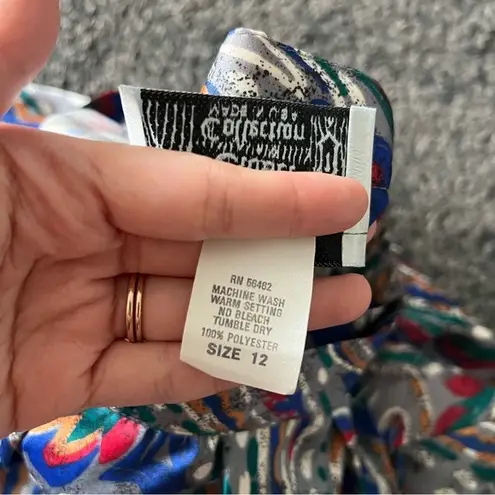 Collection
RN 56462
MACHINE WASH
WARM SETTING
NO BLEACH
TUMBLE DRY
100% POLYESTER
SIZE 12